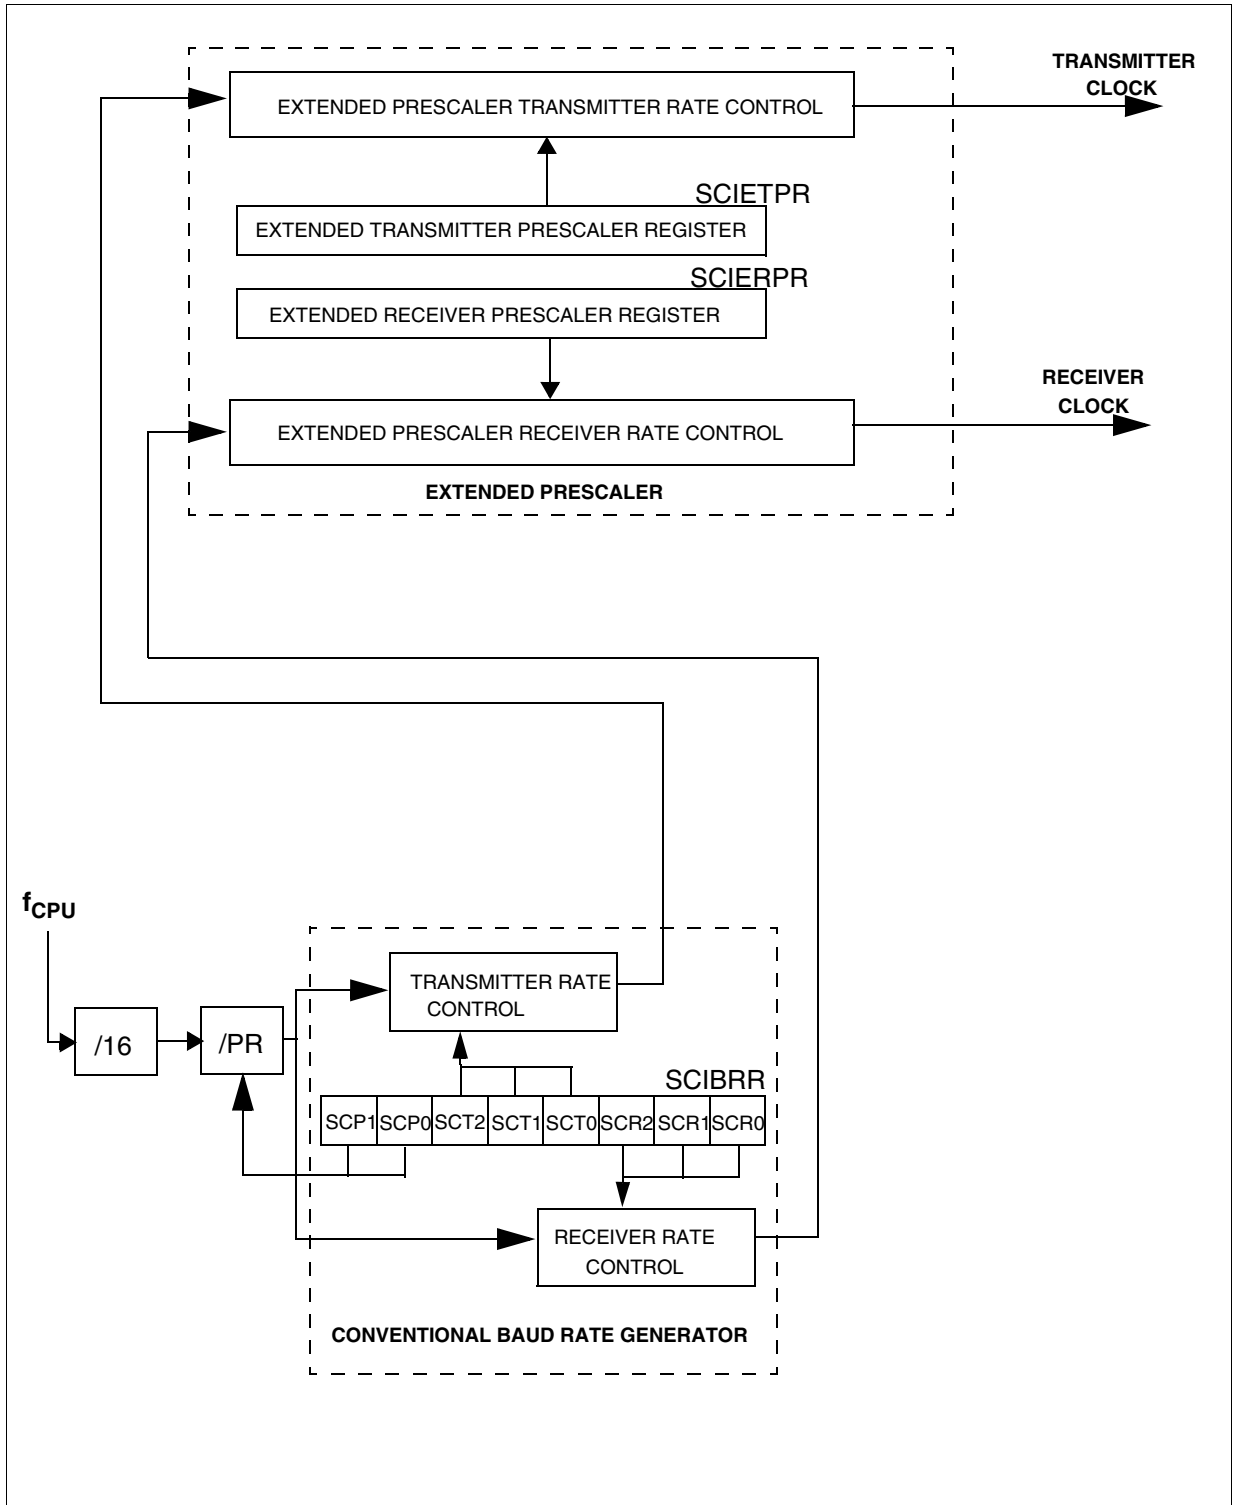 TRANSMITTER
CLOCK
EXTENDED PRESCALER TRANSMITTER RATE CONTROL
SCIETPR
EXTENDED TRANSMITTER PRESCALER REGISTER
SCIERPR
EXTENDED RECEIVER PRESCALER REGISTER
RECEIVER
CLOCK
EXTENDED PRESCALER RECEIVER RATE CONTROL
EXTENDED PRESCALER
fCPU
TRANSMITTER RATE
CONTROL
/16
/PR
SCIBRR
SCP1 SCP0 SCT2 SCT1 SCT0 SCR2 SCR1 SCR0
RECEIVER RATE
CONTROL
CONVENTIONAL BAUD RATE GENERATOR